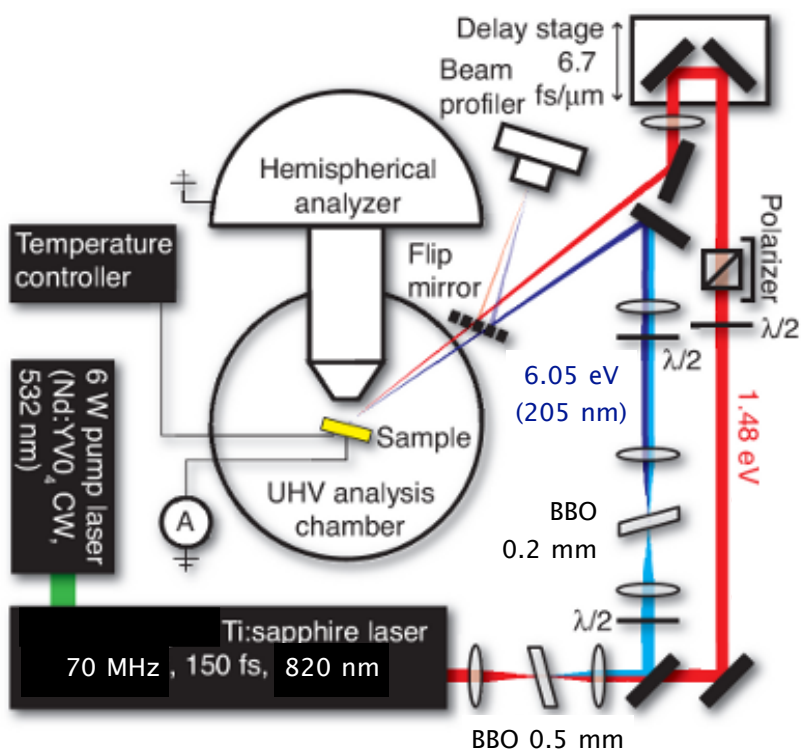 Delay stage
6.7
fs/μm
Beam
profiler
Hemispherical
analyzer
Temperature
controller
Flip
mirror
Polarizer
λ/2
λ/2
6.05 eV
(205 nm)
1.48 eV
Sample
6 W pump laser
(Nd:YV0₄ CW,
532 nm)
UHV analysis
chamber
A
BBO
0.2 mm
λ/2
Ti:sapphire laser
70 MHz , 150 fs, 820 nm
BBO 0.5 mm